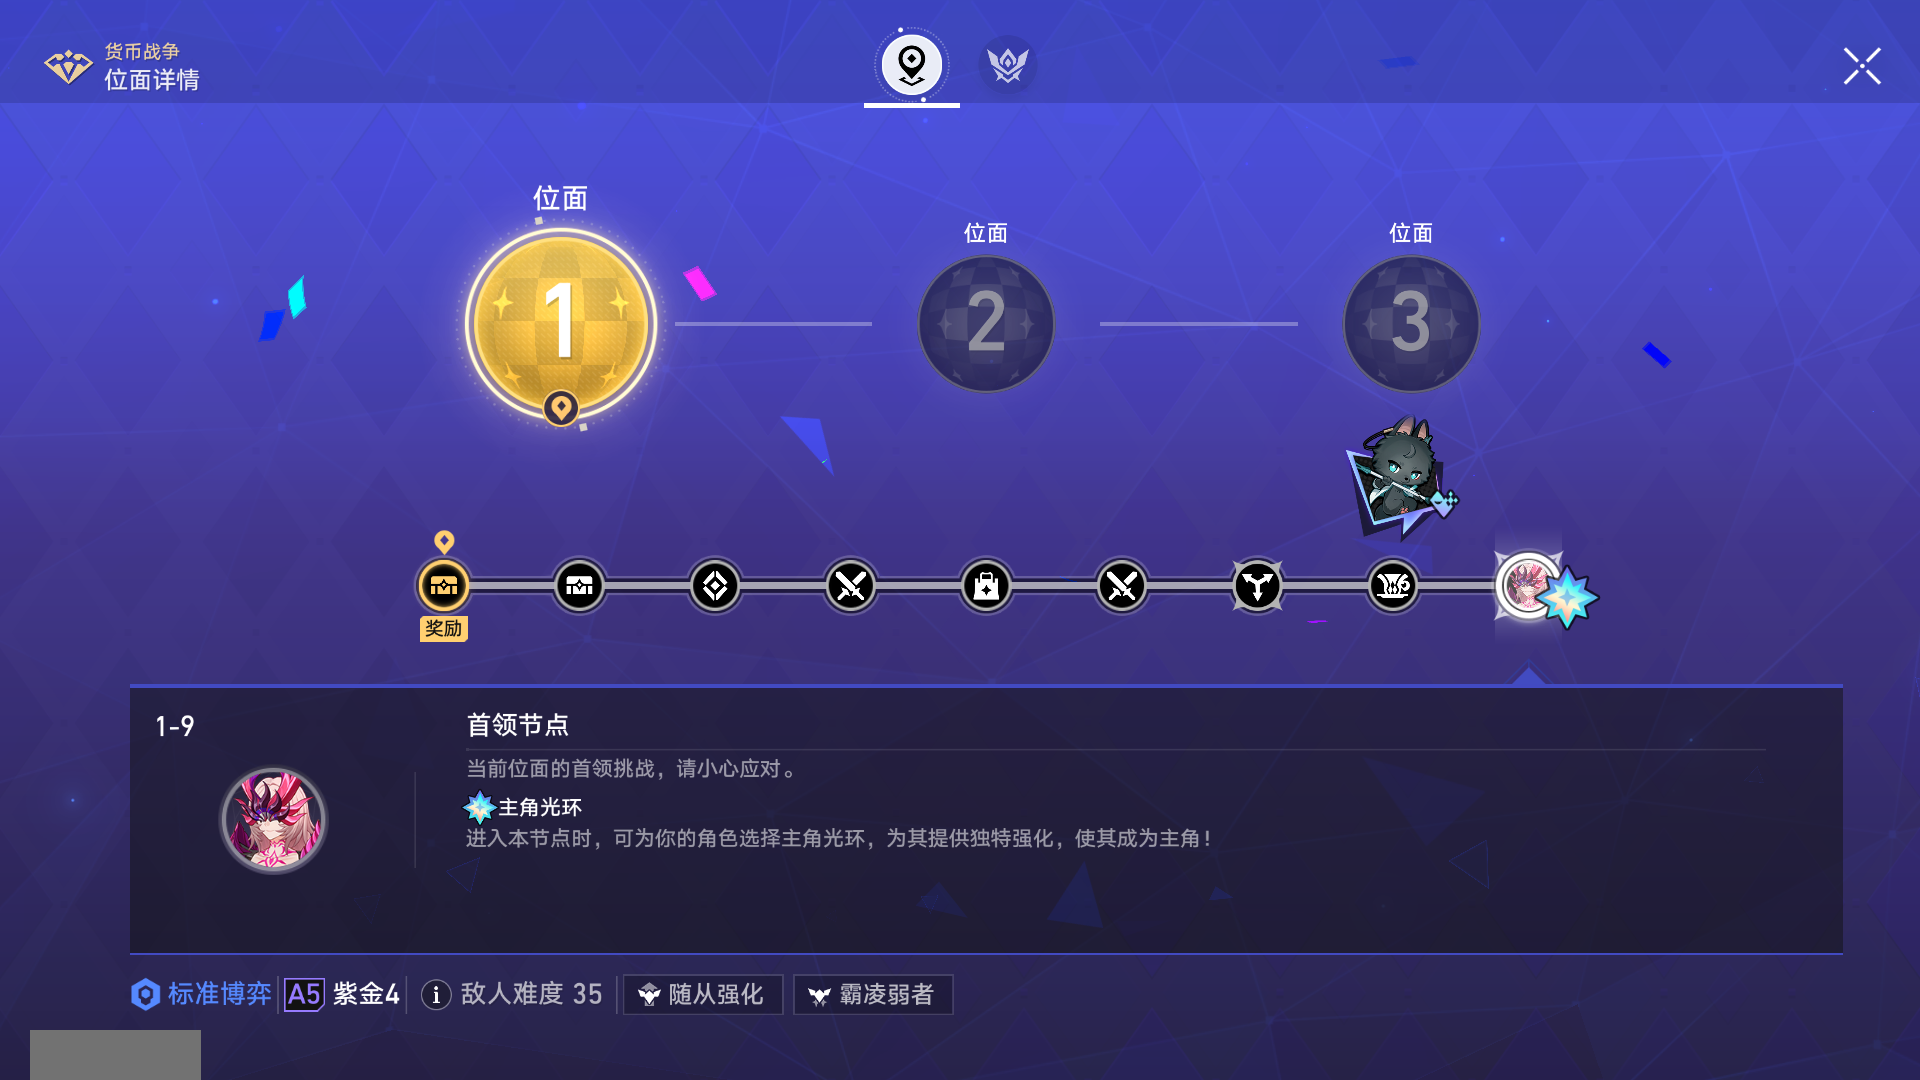 货币战争
位面详情
位面
1
位面
2
位面
3
奖励
1-9
首领节点
当前位面的首领挑战，请小心应对。
主角光环
进入本节点时，可为你的角色选择主角光环，为其提供独特强化，使其成为主角！
标准博弈 A5 紫金4 敌人难度 35 随从强化 霸凌弱者